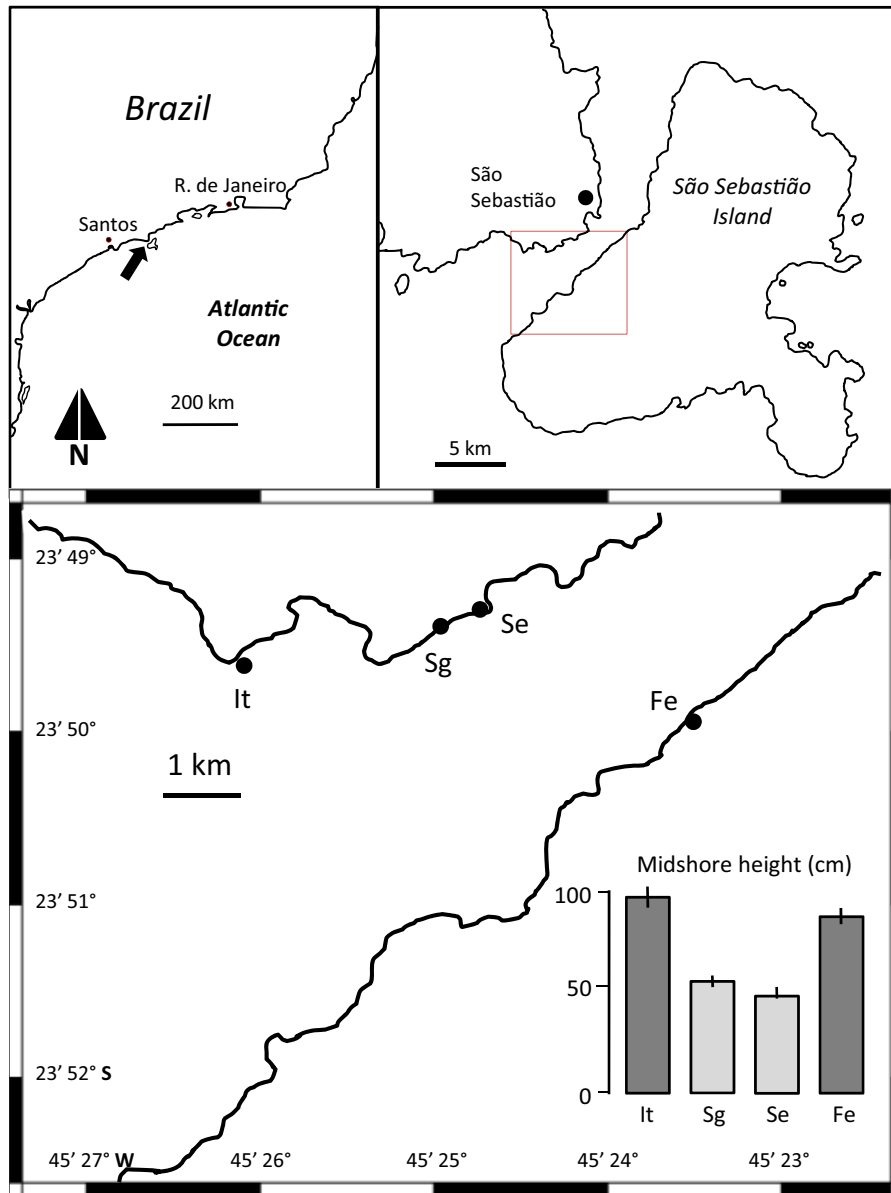 Brazil
R. de Janeiro
Santos
Atlantic
Ocean
200 km
N
São
Sebastião
São Sebastião
Island
5 km
23’ 49°
Se
Sg
It
Fe
23’ 50°
1 km
Midshore height (cm)
100
23’ 51°
50
23’ 52° S
0
It Sg Se Fe
45’ 27° W 45’ 26° 45’ 25° 45’ 24° 45’ 23°